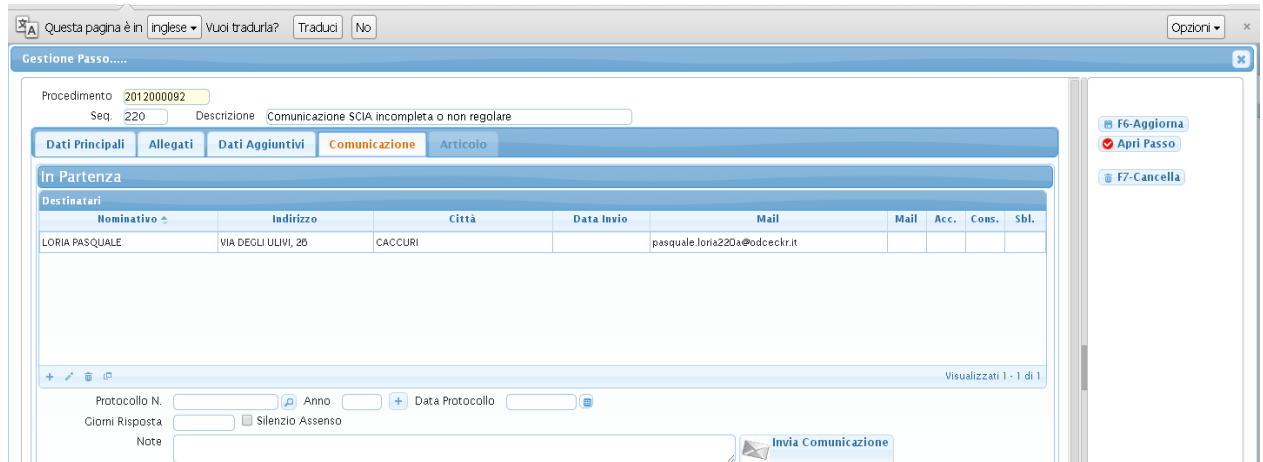 Questa pagina è in inglese Vuoi tradurla? Traduci No Opzioni ×
Gestione Passo.....
Procedimento 2012000092
Seq. 220 Descrizione Comunicazione SCIA incompleta o non regolare
F6-Aggiorna
Dati Principali Allegati Dati Aggiuntivi Comunicazione Articolo
Apri Passo
In Partenza
F7-Cancella
Destinatari
Nominativo Indirizzo Città Data Invio Mail Mail Acc. Cons. Sbl.
LORIA PASQUALE VIA DEGLI ULIVI, 26 CACCURI pasquale.loria220a@odceckr.it
Visualizzati 1 - 1 di 1
Protocollo N. Anno + Data Protocollo
Giorni Risposta Silenzio Assenso
Note Invia Comunicazione